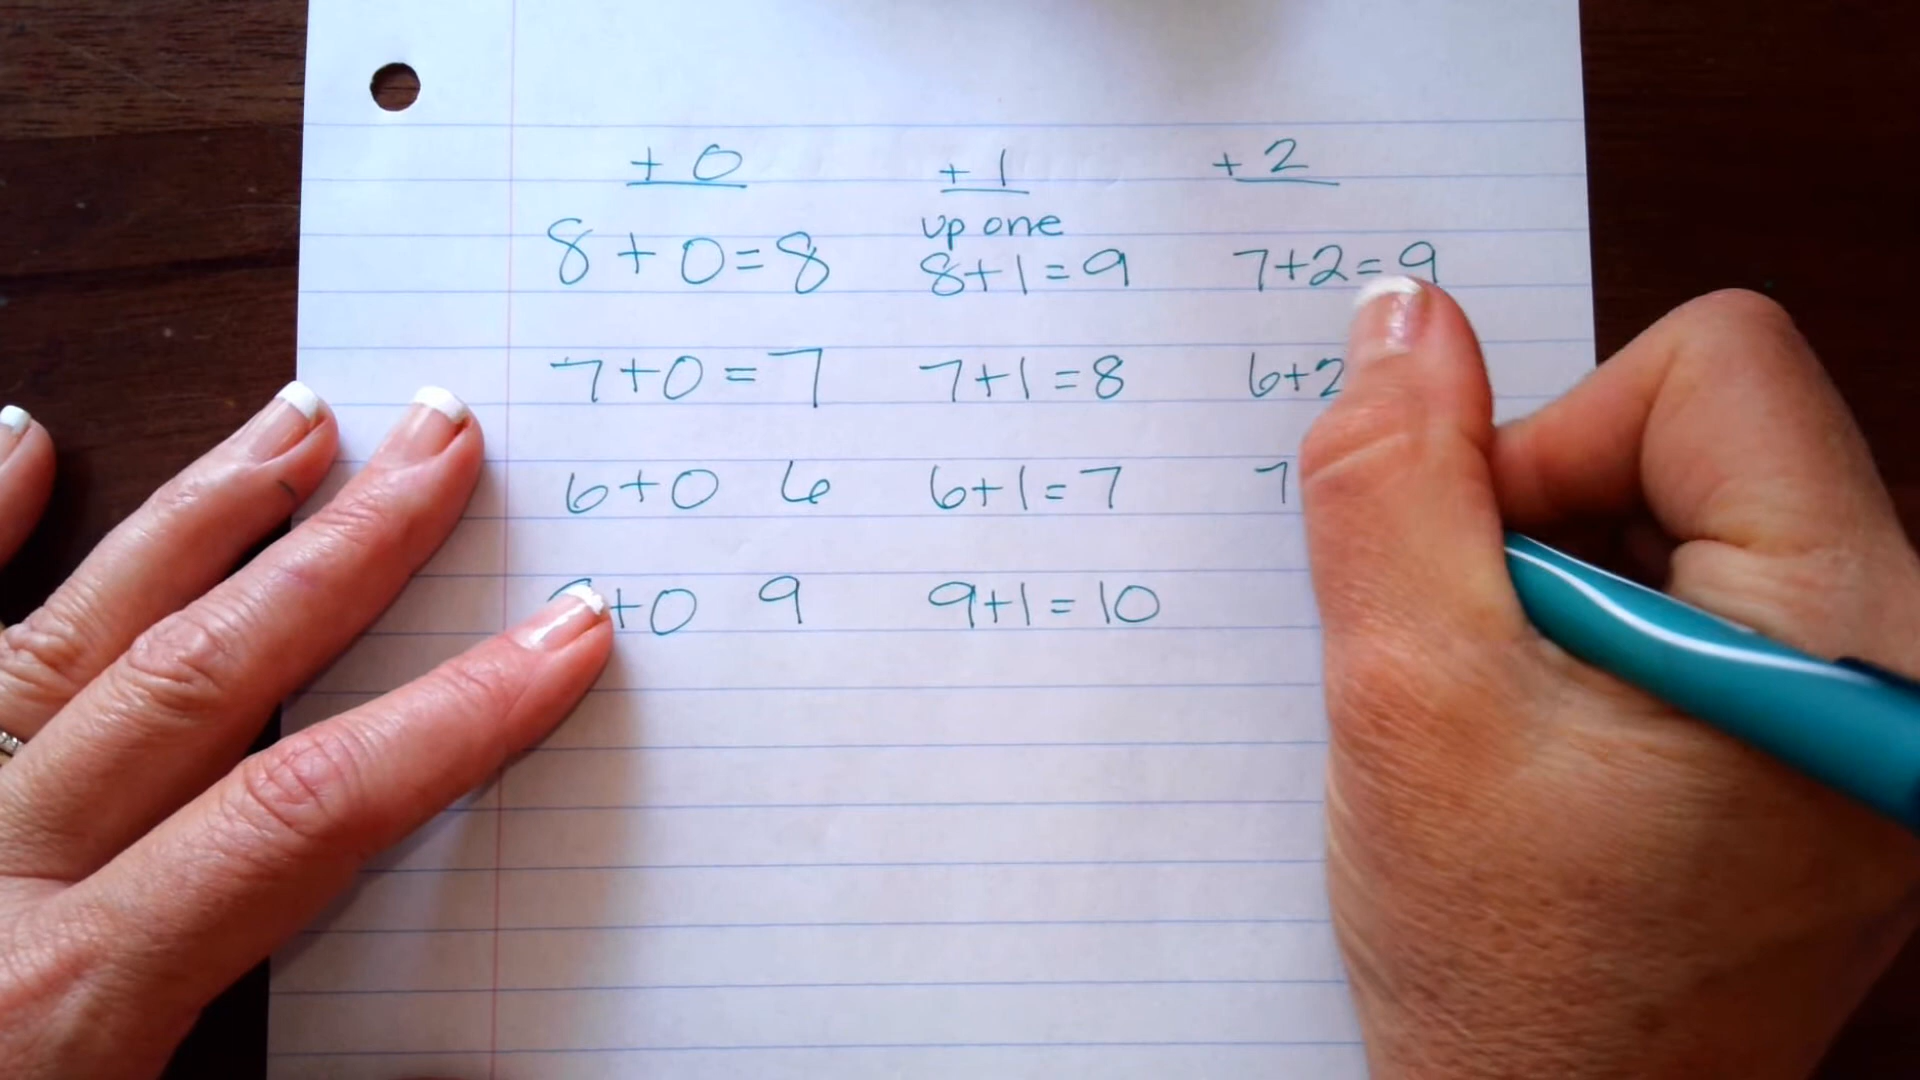 + 0 + 1 + 2
up one
8 + 0 = 8 8+1 = 9 7+2 = 9
7+0 = 7 7+1 = 8 6+2
6+0 6 6+1 = 7 7
+0 9 9+1 = 10